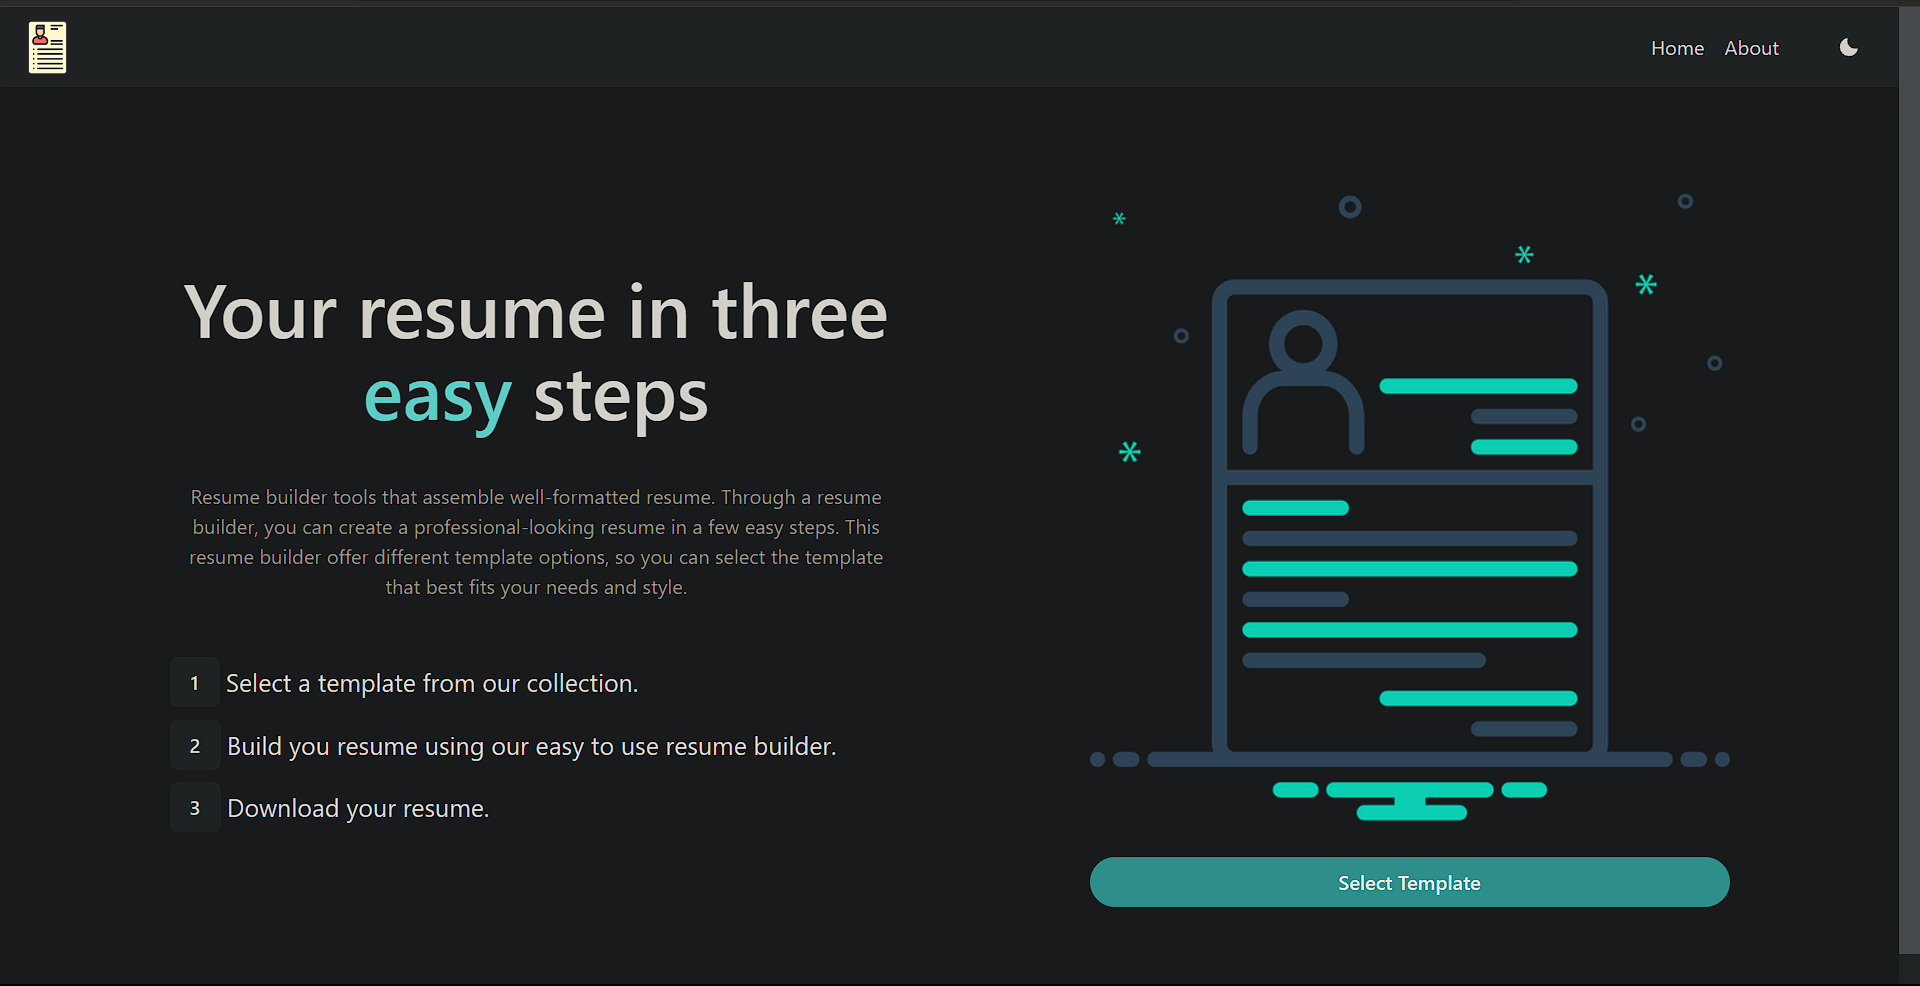 Home About
Your resume in three
easy steps
Resume builder tools that assemble well-formatted resume. Through a resume
builder, you can create a professional-looking resume in a few easy steps. This
resume builder offer different template options, so you can select the template
that best fits your needs and style.
1 Select a template from our collection.
2 Build you resume using our easy to use resume builder.
3 Download your resume.
Select Template